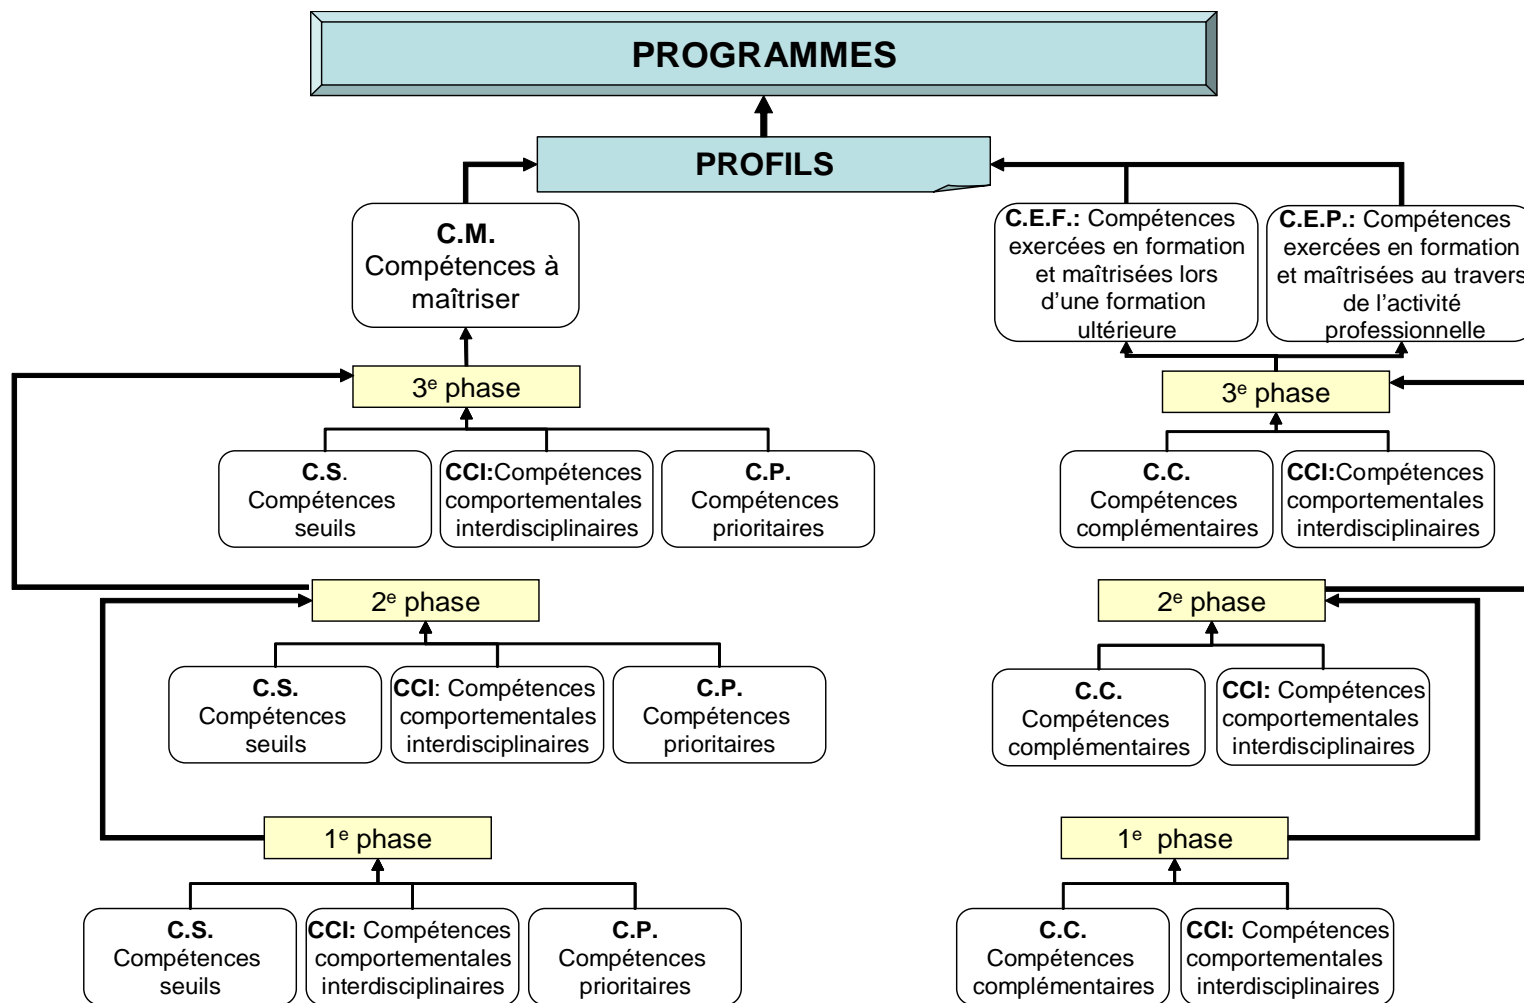 PROGRAMMES
PROFILS
C.M.
Compétences à
maîtriser
C.E.F.: Compétences
exercées en formation
et maîtrisées lors
d’une formation
ultérieure
C.E.P.: Compétences
exercées en formation
et maîtrisées au travers
de l’activité
professionnelle
3e phase
3e phase
C.S.
Compétences
seuils
CCI:Compétences
comportementales
interdisciplinaires
C.P.
Compétences
prioritaires
C.C.
Compétences
complémentaires
CCI:Compétences
comportementales
interdisciplinaires
2e phase
2e phase
C.S.
Compétences
seuils
CCI: Compétences
comportementales
interdisciplinaires
C.P.
Compétences
prioritaires
C.C.
Compétences
complémentaires
CCI: Compétences
comportementales
interdisciplinaires
1e phase
1e phase
C.S.
Compétences
seuils
CCI: Compétences
comportementales
interdisciplinaires
C.P.
Compétences
prioritaires
C.C.
Compétences
complémentaires
CCI: Compétences
comportementales
interdisciplinaires